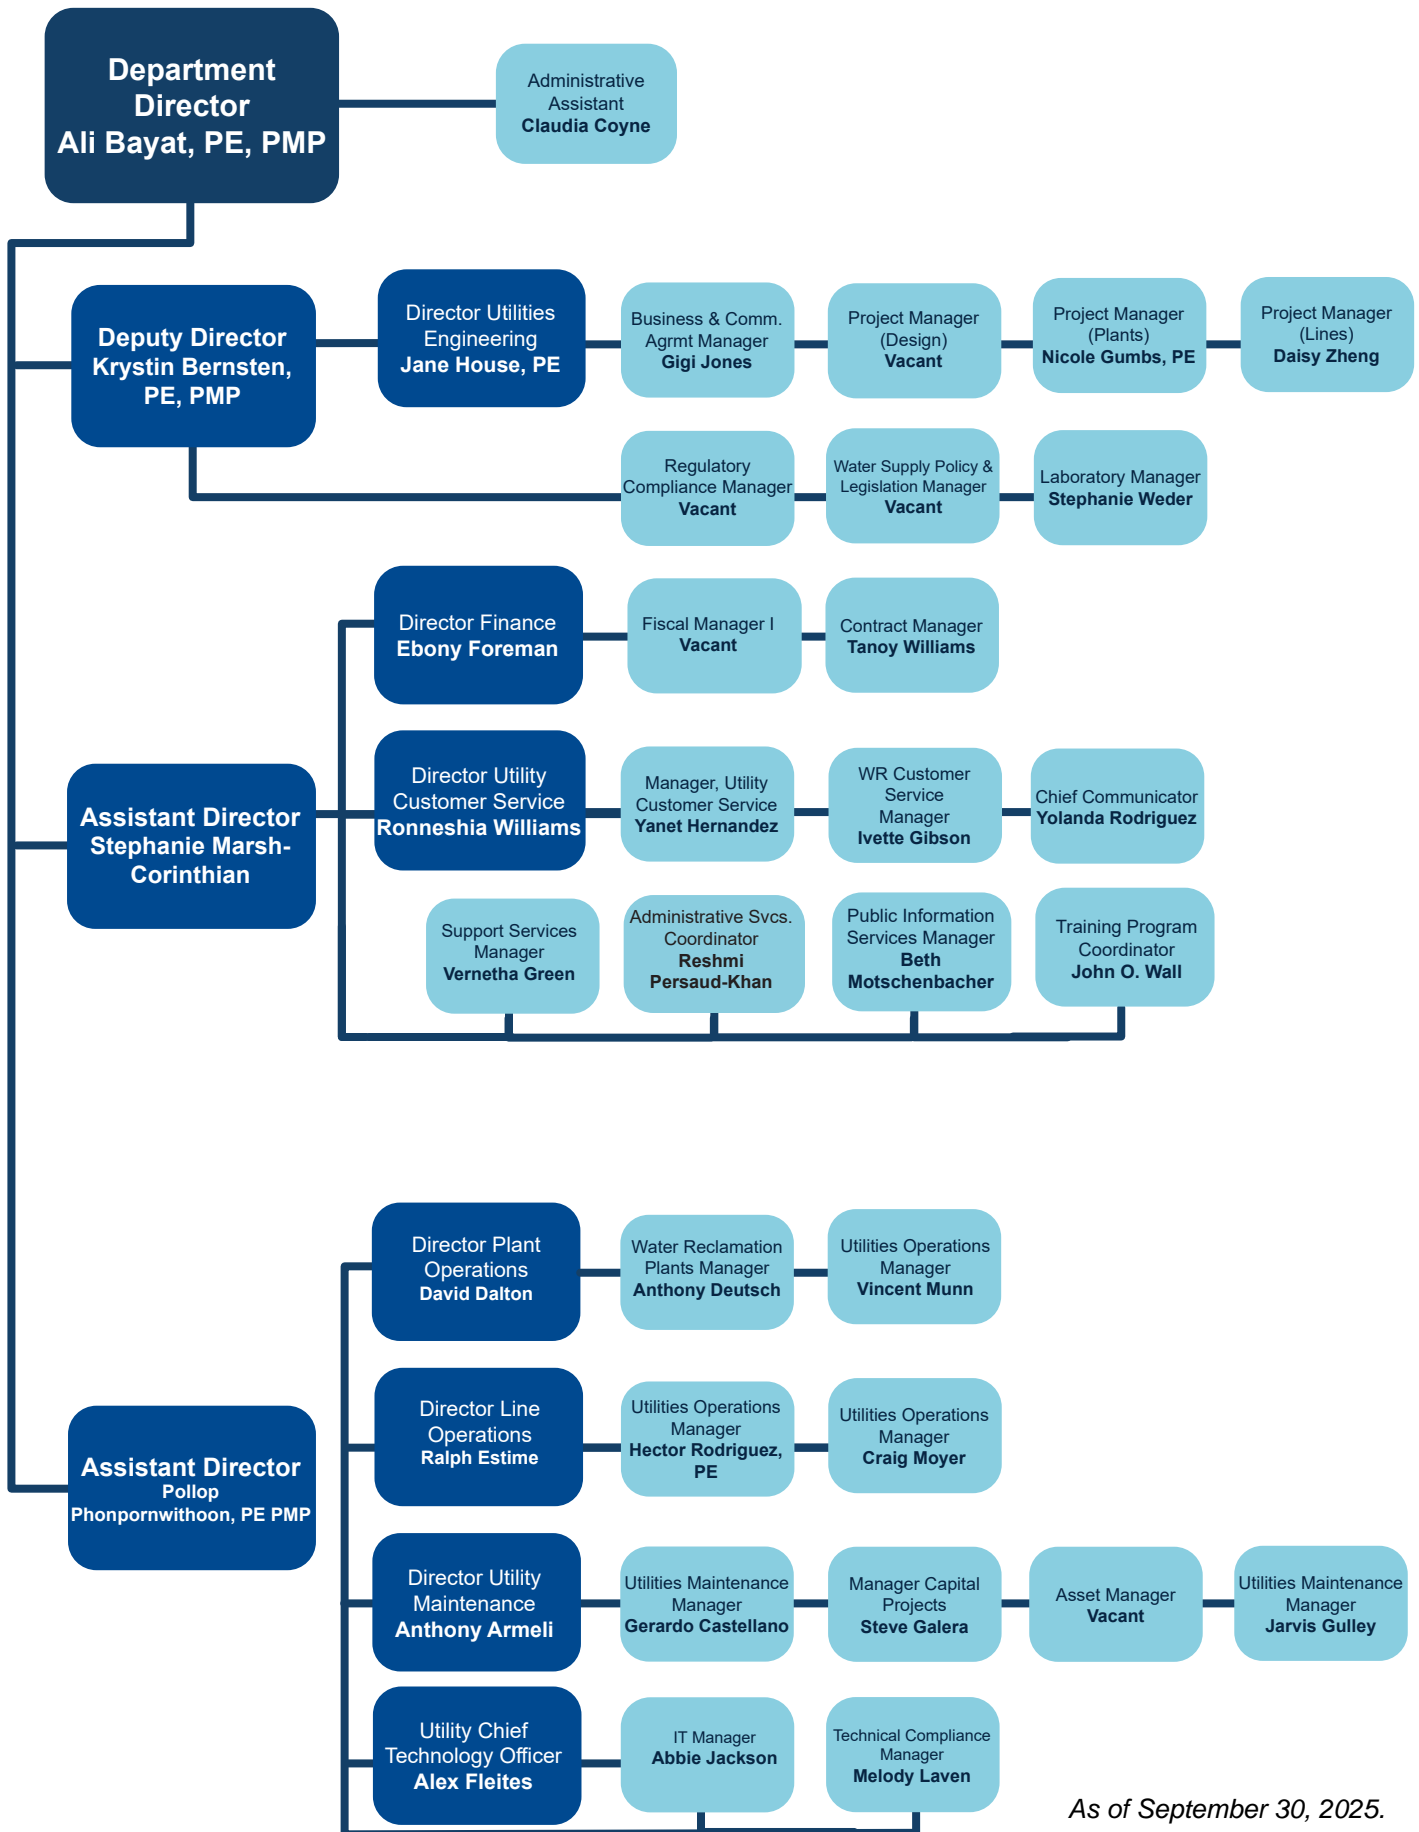 Department
Director
Ali Bayat, PE, PMP
Administrative
Assistant
Claudia Coyne
Deputy Director
Krystin Bernsten,
PE, PMP
Director Utilities
Engineering
Jane House, PE
Business & Comm.
Agrmt Manager
Gigi Jones
Project Manager
(Design)
Vacant
Project Manager
(Plants)
Nicole Gumbs, PE
Project Manager
(Lines)
Daisy Zheng
Regulatory
Compliance Manager
Vacant
Water Supply Policy &
Legislation Manager
Vacant
Laboratory Manager
Stephanie Weder
Assistant Director
Stephanie Marsh-
Corinthian
Director Finance
Ebony Foreman
Fiscal Manager I
Vacant
Contract Manager
Tanoy Williams
Director Utility
Customer Service
Ronneshia Williams
Manager, Utility
Customer Service
Yanet Hernandez
WR Customer
Service
Manager
Ivette Gibson
Chief Communicator
Yolanda Rodriguez
Support Services
Manager
Vernetha Green
Administrative Svcs.
Coordinator
Reshmi
Persaud-Khan
Public Information
Services Manager
Beth
Motschenbacher
Training Program
Coordinator
John O. Wall
Assistant Director
Pollop
Phonpornwithoon, PE PMP
Director Plant
Operations
David Dalton
Water Reclamation
Plants Manager
Anthony Deutsch
Utilities Operations
Manager
Vincent Munn
Director Line
Operations
Ralph Estime
Utilities Operations
Manager
Hector Rodriguez,
PE
Utilities Operations
Manager
Craig Moyer
Director Utility
Maintenance
Anthony Armeli
Utilities Maintenance
Manager
Gerardo Castellano
Manager Capital
Projects
Steve Galera
Asset Manager
Vacant
Utilities Maintenance
Manager
Jarvis Gulley
Utility Chief
Technology Officer
Alex Fleites
IT Manager
Abbie Jackson
Technical Compliance
Manager
Melody Laven
As of September 30, 2025.